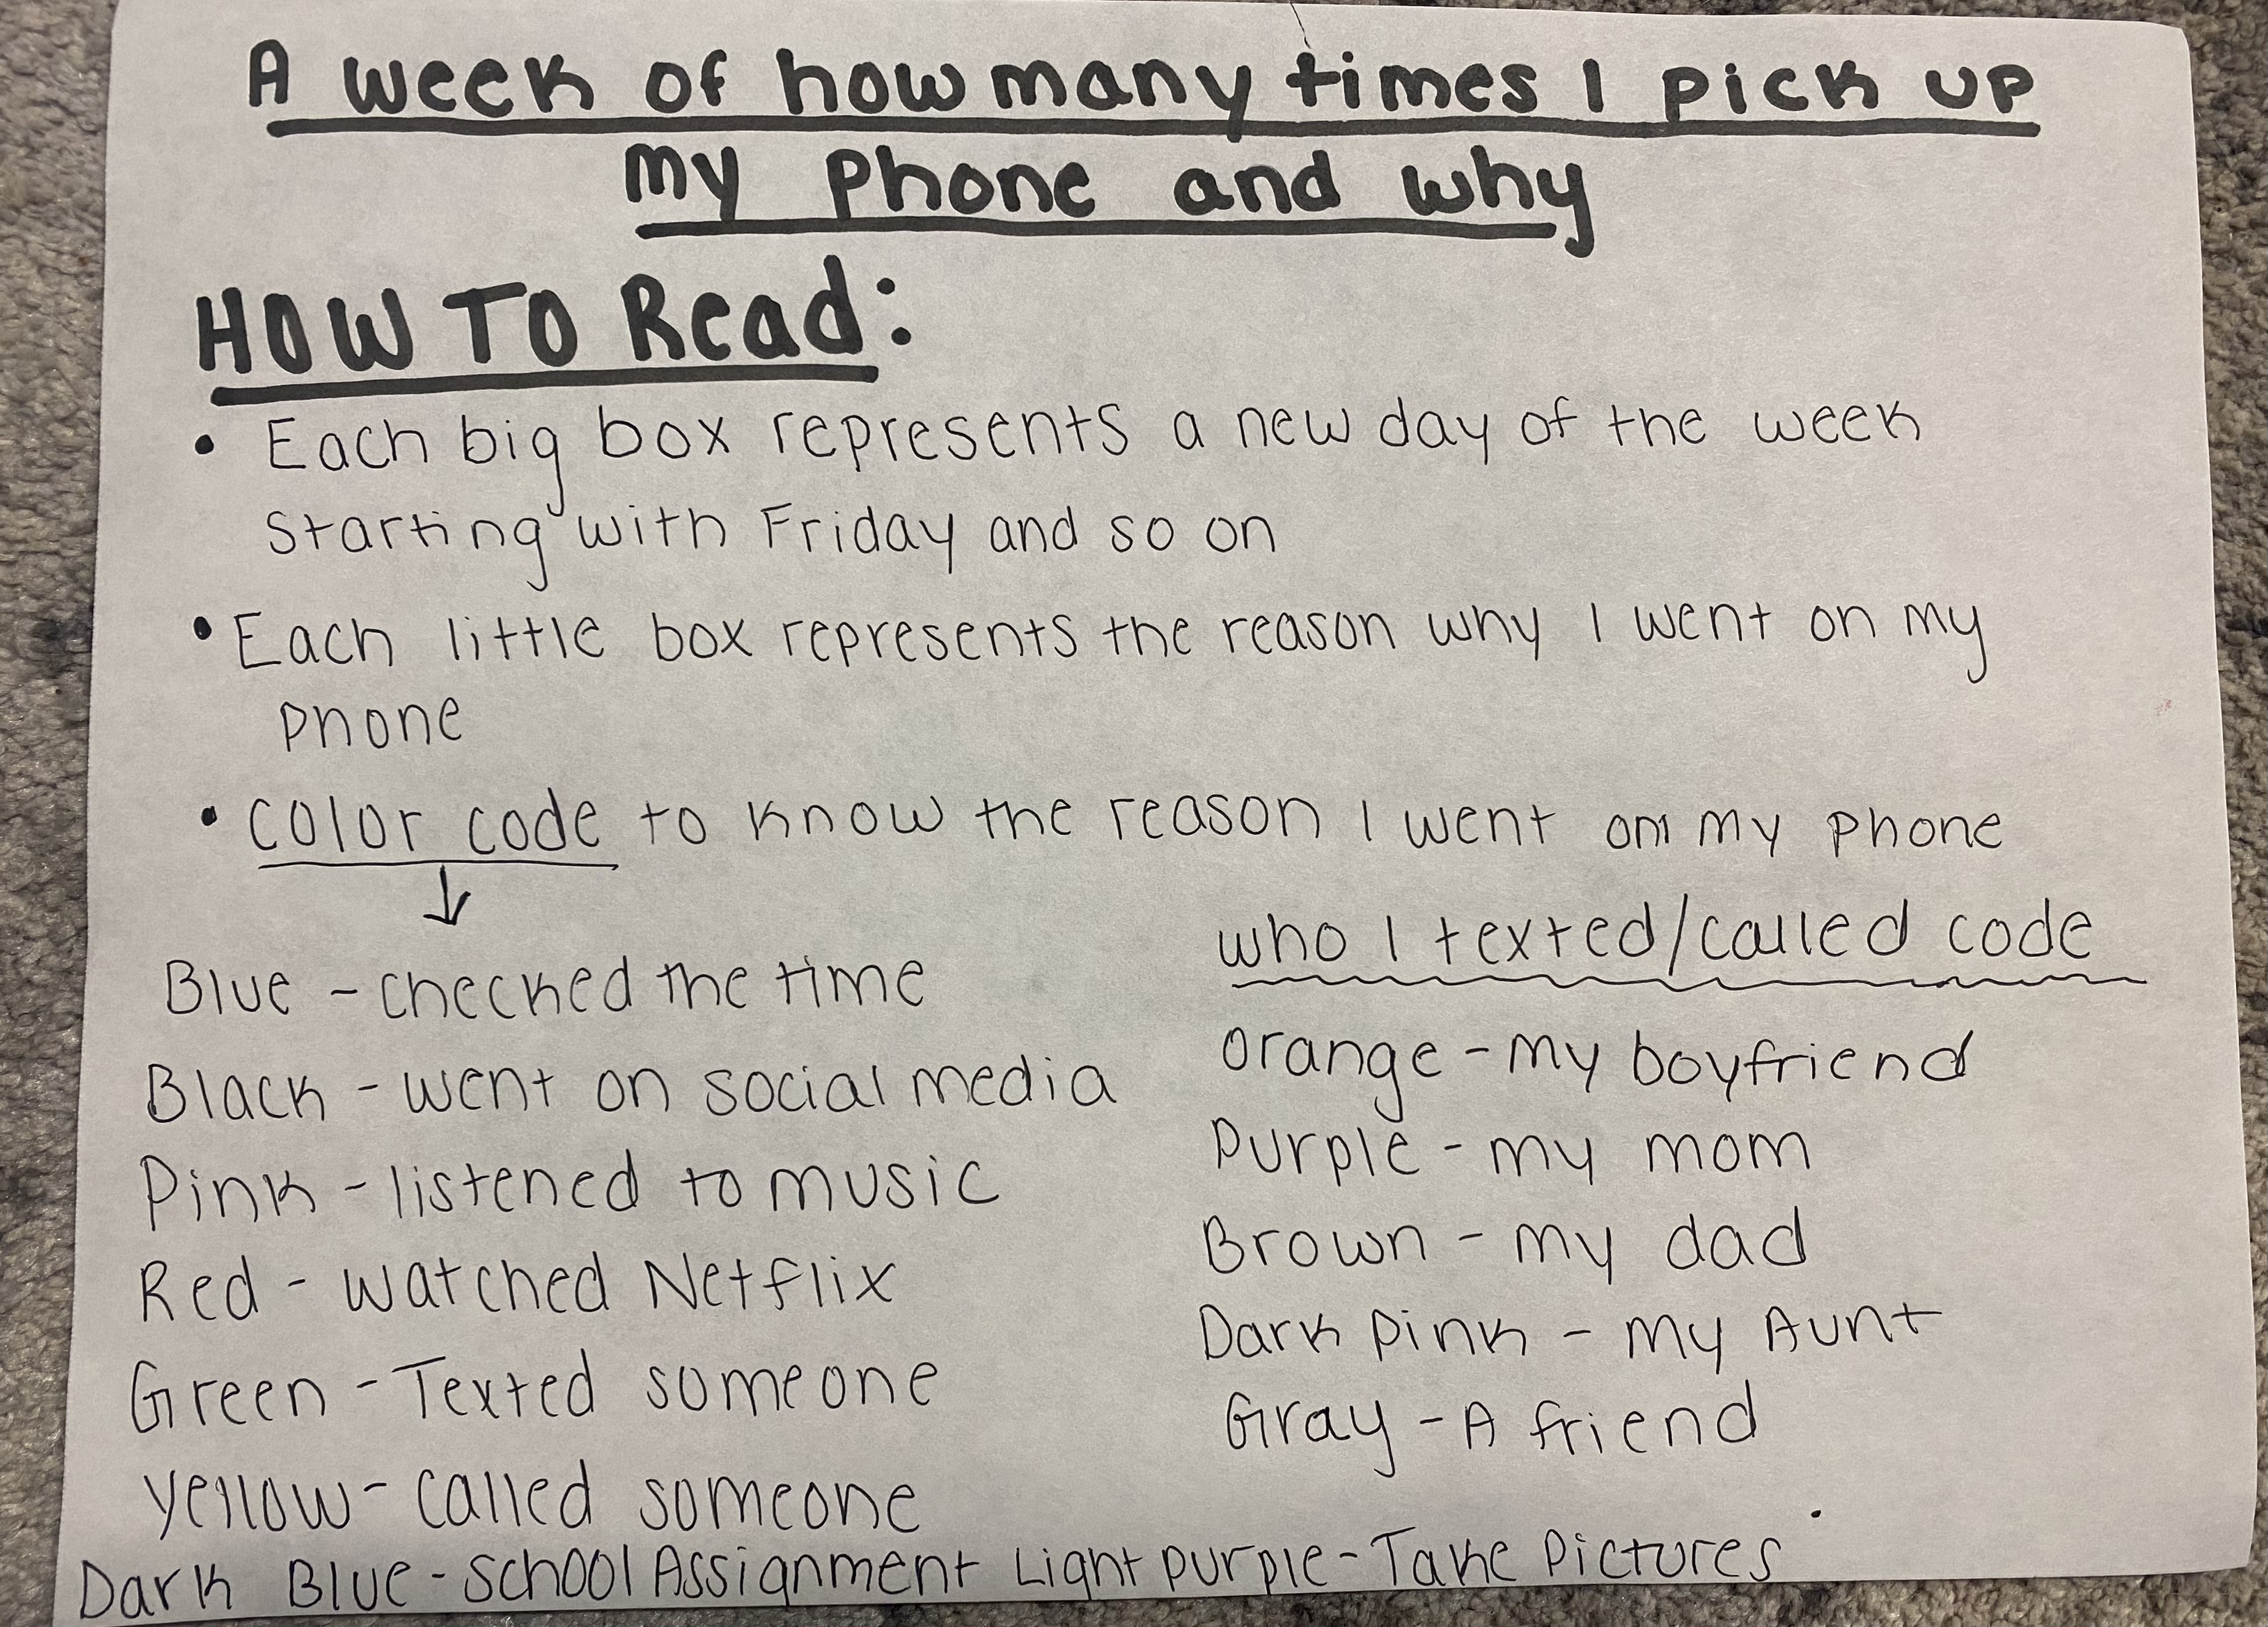 A week of how many times I pick up
my phone and why
HOW TO Read:
• Each big box represents a new day of the week
starting with Friday and so on
• Each little box represents the reason why I went on my
phone
• color code to know the reason I went on my phone
↓
who I texted/called code
Blue - checked the time
Black - went on social media
Pink - listened to music
Red - watched Netflix
Green - Texted someone
Yellow - called someone
orange - my boyfriend
Purple - my mom
Brown - my dad
Dark pink - my Aunt
Gray - A friend
Dark Blue - School Assignment Light purple - Take Pictures